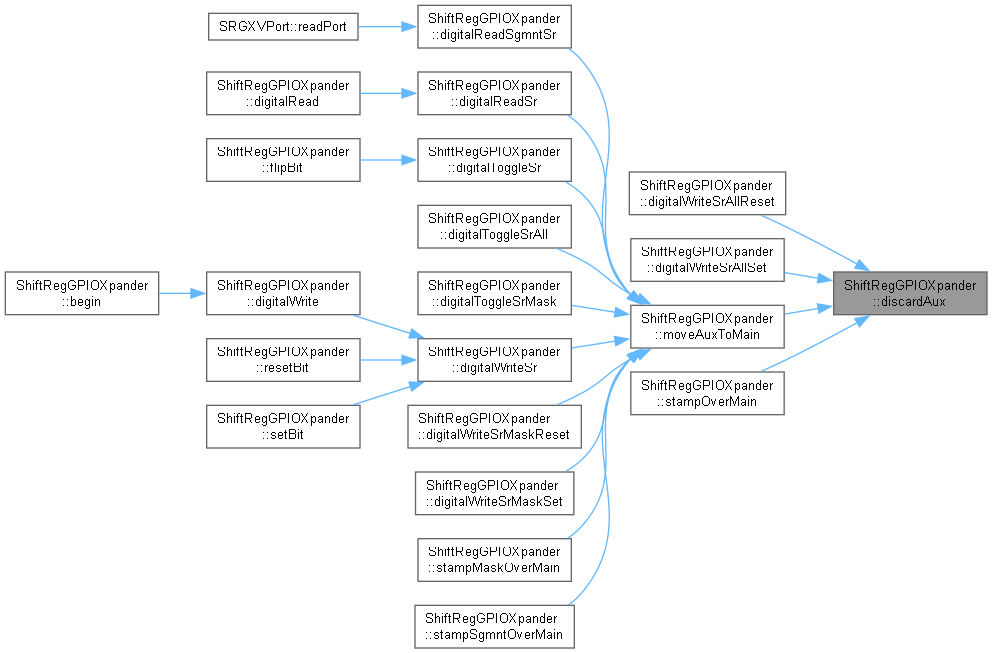 SRGXVPort::readPort
ShiftRegGPIOXpander
::digitalReadSgmntSr
ShiftRegGPIOXpander
::digitalRead
ShiftRegGPIOXpander
::digitalReadSr
ShiftRegGPIOXpander
::flipBit
ShiftRegGPIOXpander
::digitalToggleSr
ShiftRegGPIOXpander
::digitalToggleSrAll
ShiftRegGPIOXpander
::begin
ShiftRegGPIOXpander
::digitalWrite
ShiftRegGPIOXpander
::digitalToggleSrMask
ShiftRegGPIOXpander
::resetBit
ShiftRegGPIOXpander
::digitalWriteSr
ShiftRegGPIOXpander
::setBit
ShiftRegGPIOXpander
::digitalWriteSrMaskReset
ShiftRegGPIOXpander
::digitalWriteSrMaskSet
ShiftRegGPIOXpander
::stampMaskOverMain
ShiftRegGPIOXpander
::stampSgmntOverMain
ShiftRegGPIOXpander
::digitalWriteSrAllReset
ShiftRegGPIOXpander
::digitalWriteSrAllSet
ShiftRegGPIOXpander
::moveAuxToMain
ShiftRegGPIOXpander
::stampOverMain
ShiftRegGPIOXpander
::discardAux